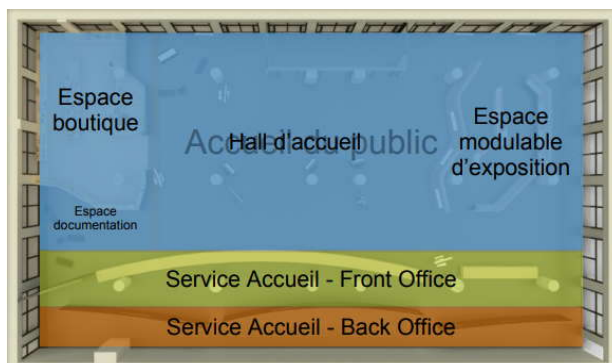 Espace
boutique
Accueil du public
Hall d'accueil
Espace
modulable
d'exposition
Espace
documentation
Service Accueil - Front Office
Service Accueil - Back Office